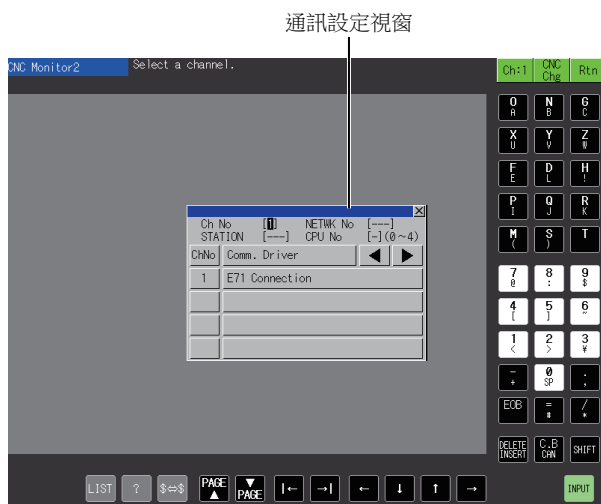 通訊設定視窗
CNC Monitor2 Select a channel.
Ch:1 CNC Chg Rtn
O A N B G C
X U Y V Z W
F E D L H !
P I Q J R K
M ( S ) T
Ch No [1] NETWK No [---]
STATION [---] CPU No [-](0~4)
ChNo Comm. Driver ◀ ▶
1 E71 Connection
7 @ 8 : 9 $
4 [ 5 ] 6 ~
1 < 2 > 3 ¥
- + 0 SP . ;
EOB = # / *
DELETE INSERT C.B CAN SHIFT
LIST ? $⇔$ PAGE ▲ ▼ PAGE |← →| ← ↓ ↑ → INPUT